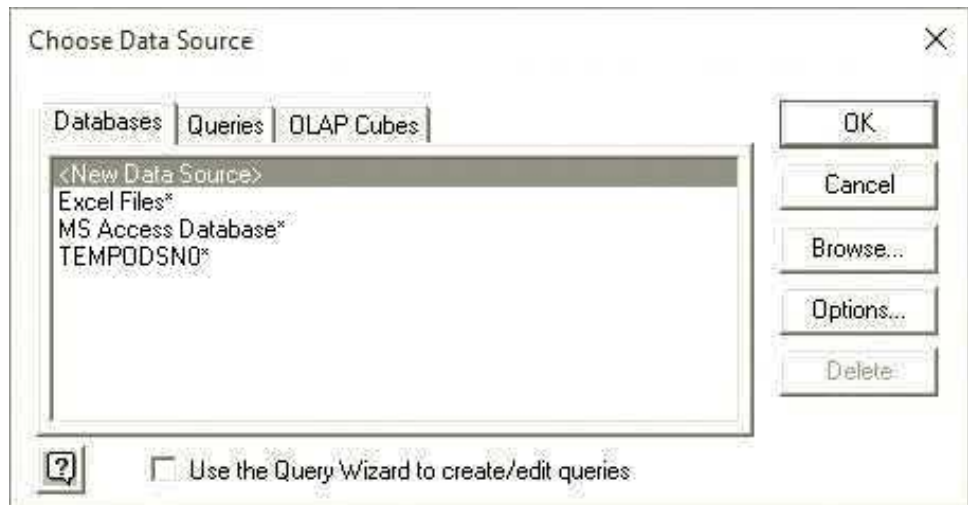 Choose Data Source
Databases Queries OLAP Cubes
<New Data Source>
Excel Files*
MS Access Database*
TEMPODSN0*
OK
Cancel
Browse...
Options...
Delete
Use the Query Wizard to create/edit queries